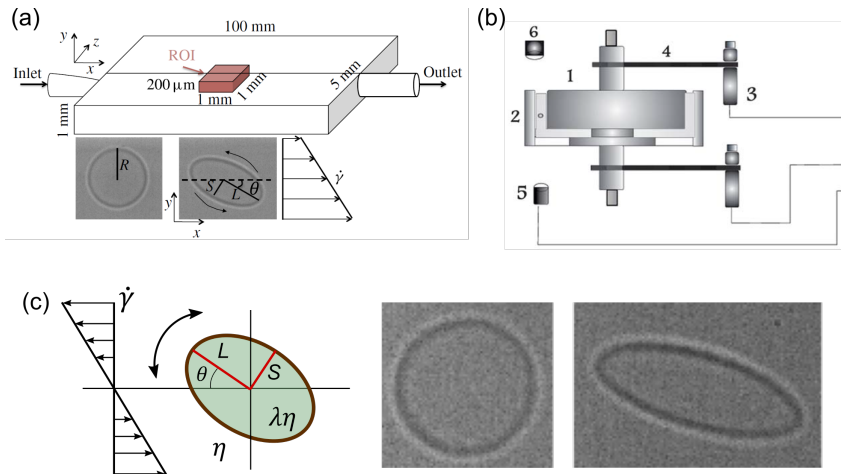 (a)
100 mm
y
z
x
ROI
Inlet
Outlet
200 μm
1 mm
1 mm
5 mm
1 mm
R
S
L
θ
γ̇
y
x
(b)
6
4
1
2
3
5
(c)
γ̇
L
S
θ
λη
η